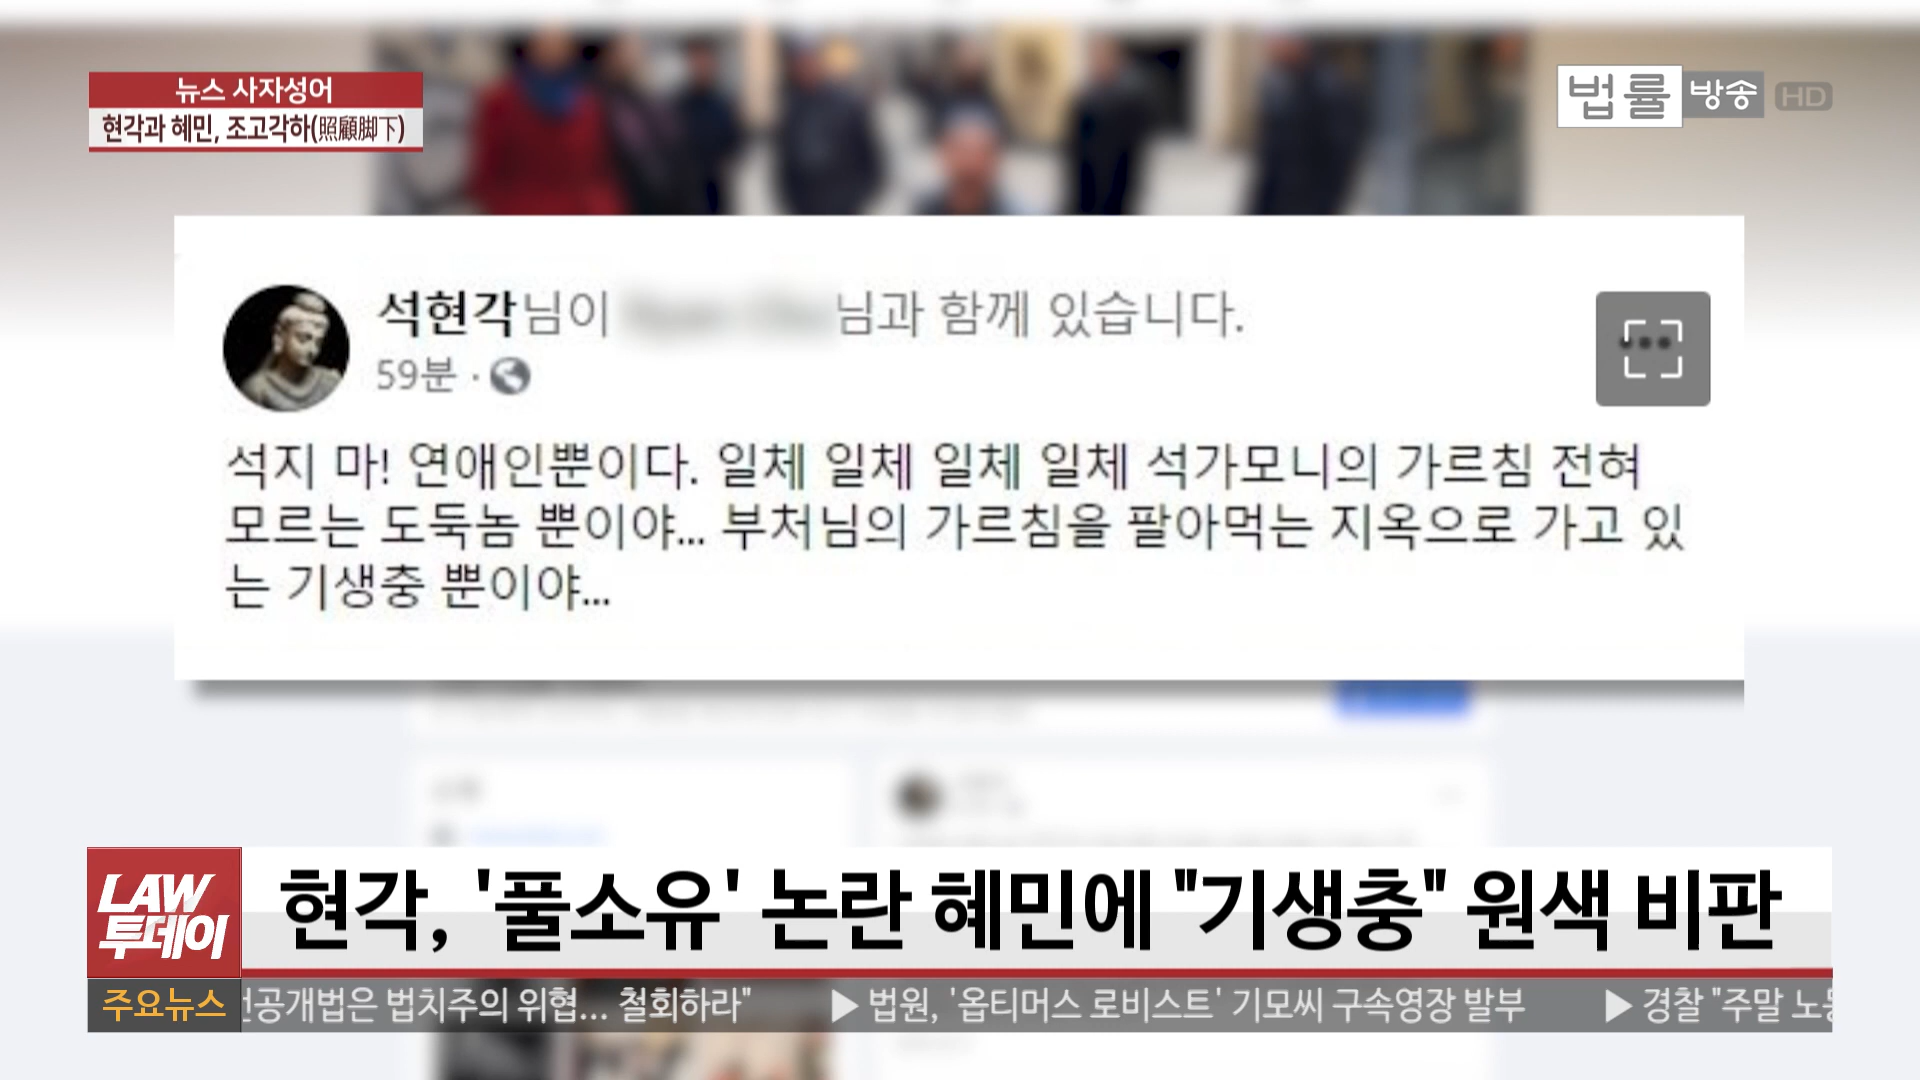 뉴스 사자성어
현각과 혜민, 조고각하(照顧脚下)
법률방송 HD
석현각님이 님과 함께 있습니다.
59분 ·
석지 마! 연애인뿐이다. 일체 일체 일체 일체 석가모니의 가르침 전혀
모르는 도둑놈 뿐이야... 부처님의 가르침을 팔아먹는 지옥으로 가고 있
는 기생충 뿐이야...
LAW
투데이
현각, '풀소유' 논란 혜민에 "기생충" 원색 비판
주요뉴스
공개법은 법치주의 위협... 철회하라" ▶ 법원, '옵티머스 로비스트' 기모씨 구속영장 발부 ▶ 경찰 "주말